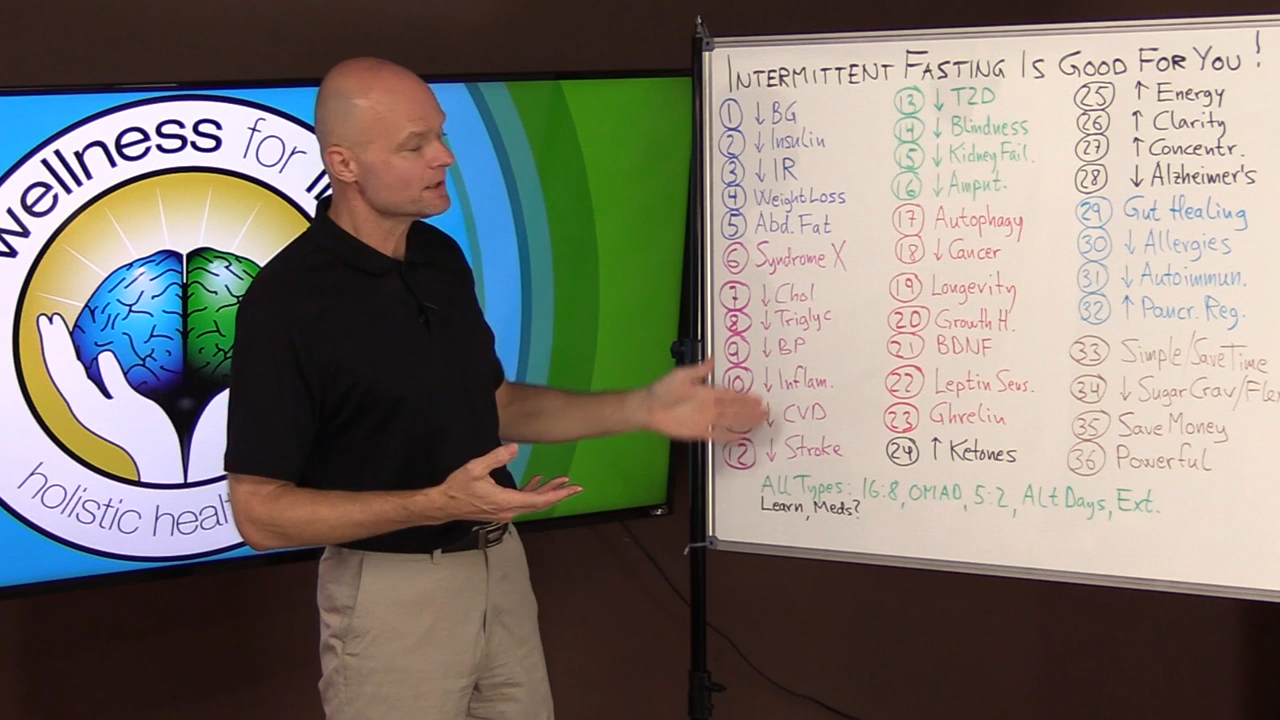 wellness for
holistic heal
INTERMITTENT FASTING IS GOOD FOR YOU!
1 ↓ BG
2 ↓ Insulin
3 ↓ IR
4 Weight Loss
5 Abd. Fat
6 Syndrome X
7 ↓ Chol
8 ↓ Triglyc
9 ↓ BP
10 ↓ Inflam.
↓ CVD
12 ↓ Stroke
13 ↓ T2D
14 ↓ Blindness
15 ↓ Kidney Fail.
16 ↓ Amput.
17 Autophagy
18 ↓ Cancer
19 Longevity
20 Growth H.
21 BDNF
22 Leptin Sens.
23 Ghrelin
24 ↑ Ketones
25 ↑ Energy
26 ↑ Clarity
27 ↑ Concentr.
28 ↓ Alzheimer's
29 Gut Healing
30 ↓ Allergies
31 ↓ Autoimmun.
32 ↑ Pancr. Reg.
33 Simple/Save Time
34 ↓ Sugar Crav/Flex
35 Save Money
36 Powerful
All Types: 16:8, OMAD, 5:2, Alt Days, Ext.
Learn, Meds?